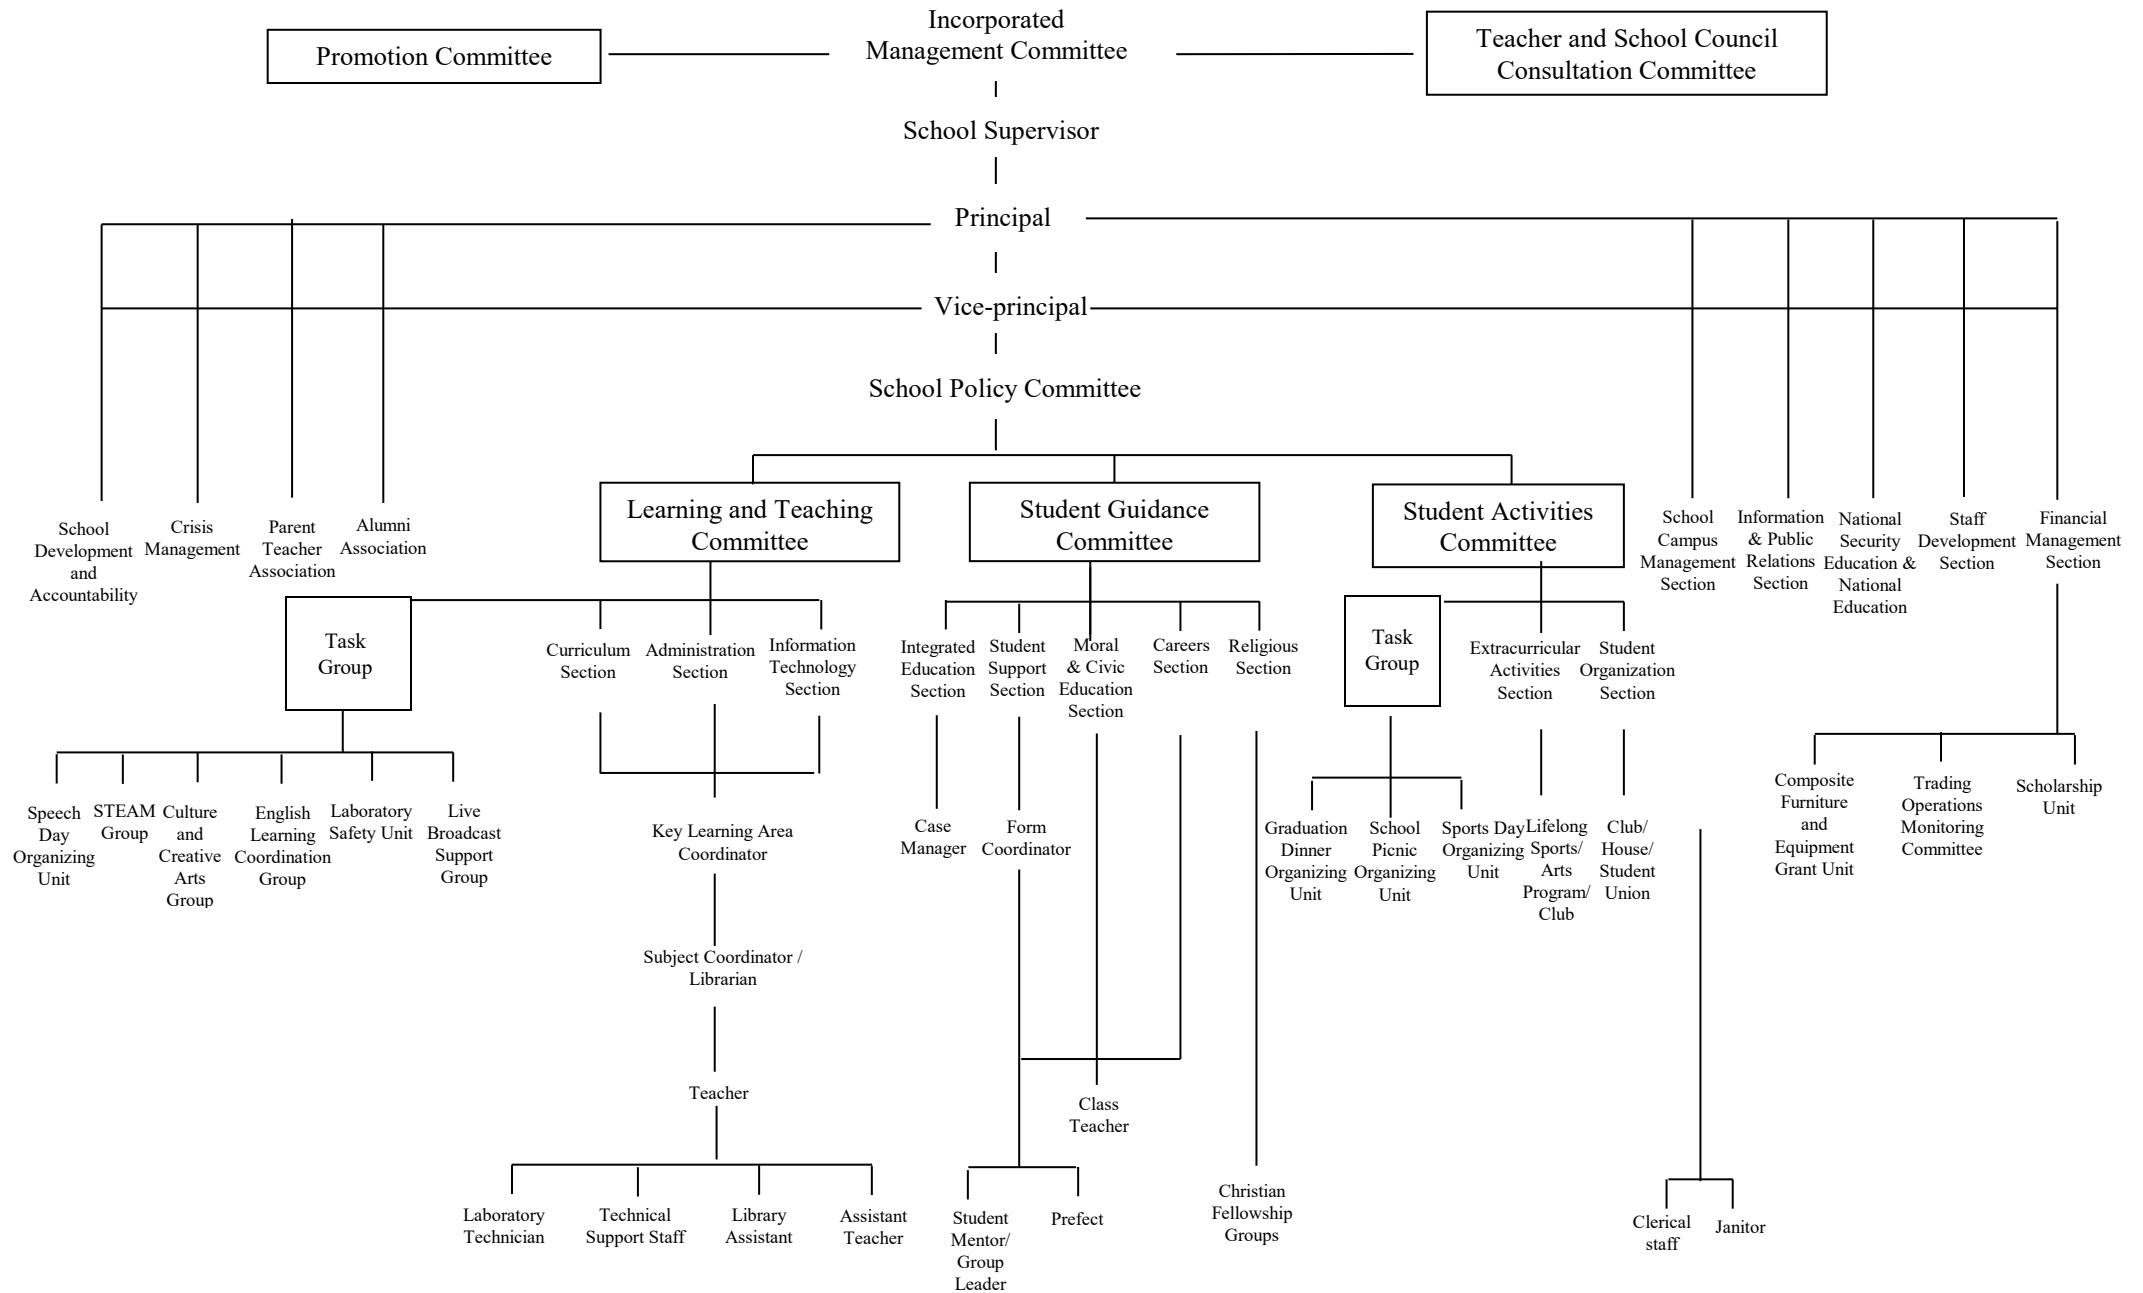 Incorporated
Management Committee
Promotion Committee
Teacher and School Council
Consultation Committee
School Supervisor
Principal
Vice-principal
School Policy Committee
School
Development
and
Accountability
Crisis
Management
Parent
Teacher
Association
Alumni
Association
Learning and Teaching
Committee
Student Guidance
Committee
Student Activities
Committee
School
Campus
Management
Section
Information
& Public
Relations
Section
National
Security
Education &
National
Education
Staff
Development
Section
Financial
Management
Section
Task
Group
Curriculum
Section
Administration
Section
Information
Technology
Section
Integrated
Education
Section
Student
Support
Section
Moral
& Civic
Education
Section
Careers
Section
Religious
Section
Task
Group
Extracurricular
Activities
Section
Student
Organization
Section
Speech
Day
Organizing
Unit
STEAM
Group
Culture
and
Creative
Arts
Group
English
Learning
Coordination
Group
Laboratory
Safety Unit
Live
Broadcast
Support
Group
Key Learning Area
Coordinator
Case
Manager
Form
Coordinator
Graduation
Dinner
Organizing
Unit
School
Picnic
Organizing
Unit
Sports Day
Organizing
Unit
Lifelong
Sports/
Arts
Program/
Club
Club/
House/
Student
Union
Composite
Furniture
and
Equipment
Grant Unit
Trading
Operations
Monitoring
Committee
Scholarship
Unit
Subject Coordinator /
Librarian
Teacher
Class
Teacher
Laboratory
Technician
Technical
Support Staff
Library
Assistant
Assistant
Teacher
Student
Mentor/
Group
Leader
Prefect
Christian
Fellowship
Groups
Clerical
staff
Janitor